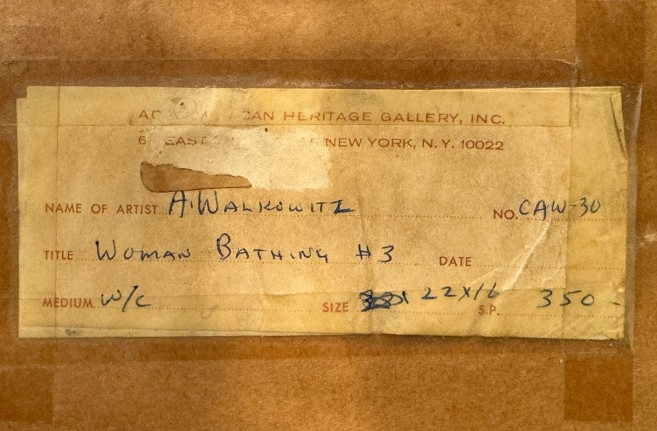 HERITAGE GALLERY, INC.
EAST NEW YORK, N.Y. 10022
NAME OF ARTIST A. WALKOWITZ NO. CAW-30
TITLE WOMAN BATHING #3 DATE
MEDIUM W/C SIZE 22X16 S.P. 350-